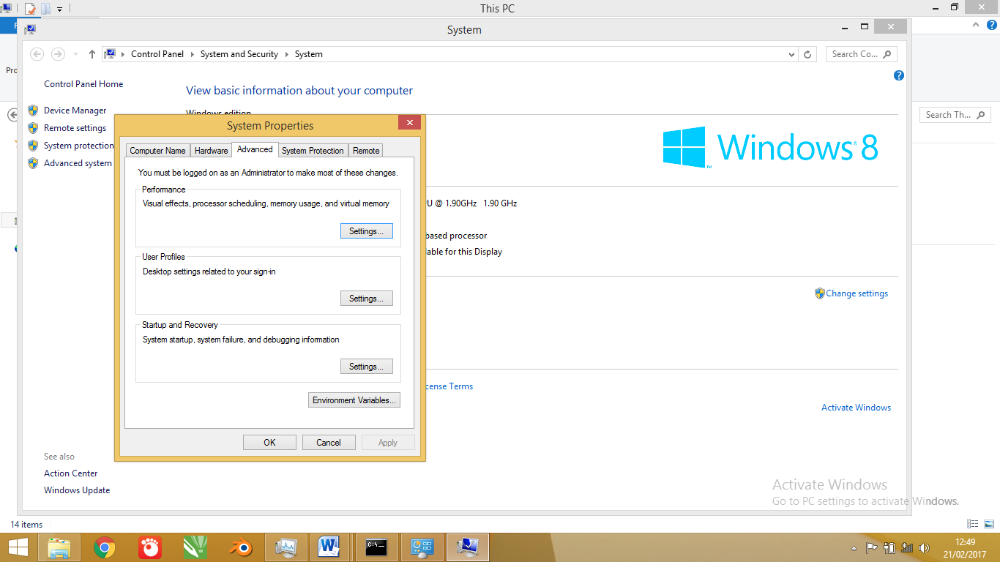 This PC
F
System
Control Panel
System and Security
System
Search Co...
Pro
Control Panel Home
View basic information about your computer
Windows edition
Device Manager
Remote settings
System protection
Advanced system
Search Th...
Windows 8
System Properties
Computer Name
Hardware
Advanced
System Protection
Remote
You must be logged on as an Administrator to make most of these changes.
Performance
Visual effects, processor scheduling, memory usage, and virtual memory
Settings...
PU @ 1.90GHz 1.90 GHz
based processor
lable for this Display
User Profiles
Desktop settings related to your sign-in
Settings...
Change settings
Startup and Recovery
System startup, system failure, and debugging information
Settings...
cense Terms
Environment Variables...
Activate Windows
OK
Cancel
Apply
See also
Action Center
Windows Update
Activate Windows
Go to PC settings to activate Windows.
14 items
12:49
21/02/2017